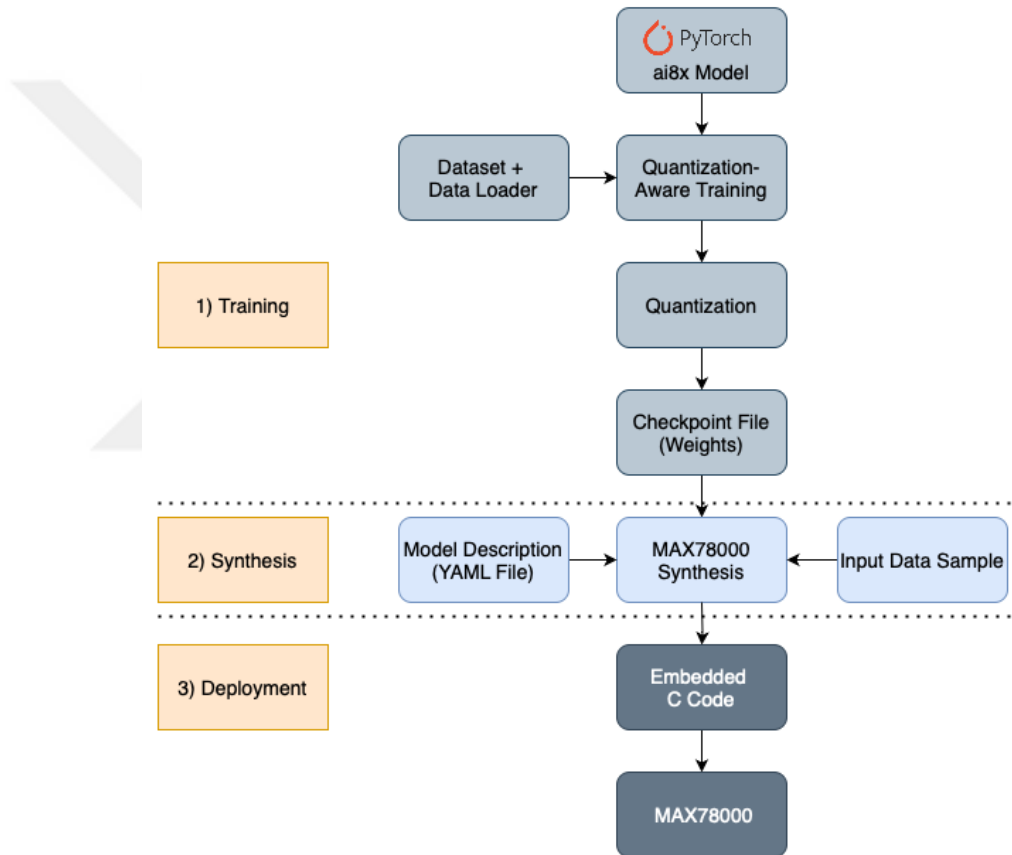 PyTorch
ai8x Model
Dataset +
Data Loader
Quantization-
Aware Training
1) Training
Quantization
Checkpoint File
(Weights)
2) Synthesis
Model Description
(YAML File)
MAX78000
Synthesis
Input Data Sample
3) Deployment
Embedded
C Code
MAX78000